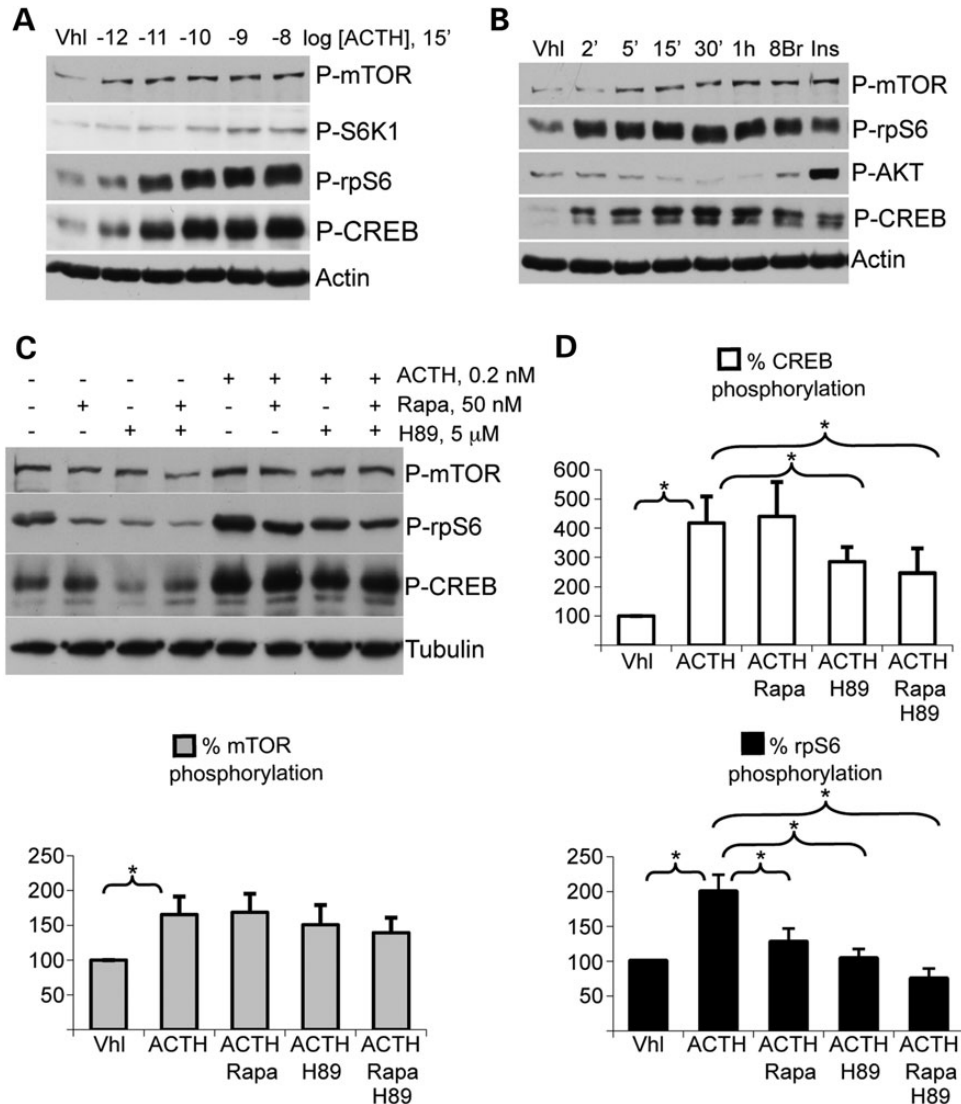 A
Vhl -12 -11 -10 -9 -8 log [ACTH], 15'
P-mTOR
P-S6K1
P-rpS6
P-CREB
Actin
B
Vhl 2' 5' 15' 30' 1h 8Br Ins
P-mTOR
P-rpS6
P-AKT
P-CREB
Actin
C
- - - - + + + + ACTH, 0.2 nM
- + - + - + - + Rapa, 50 nM
- - + + - - + + H89, 5 μM
P-mTOR
P-rpS6
P-CREB
Tubulin
D
% CREB
phosphorylation
*
*
*
600
500
400
300
200
100
Vhl ACTH ACTH ACTH ACTH
Rapa H89 Rapa
H89
% mTOR
phosphorylation
*
250
200
150
100
50
Vhl ACTH ACTH ACTH ACTH
Rapa H89 Rapa
H89
% rpS6
phosphorylation
*
*
* *
250
200
150
100
50
Vhl ACTH ACTH ACTH ACTH
Rapa H89 Rapa
H89